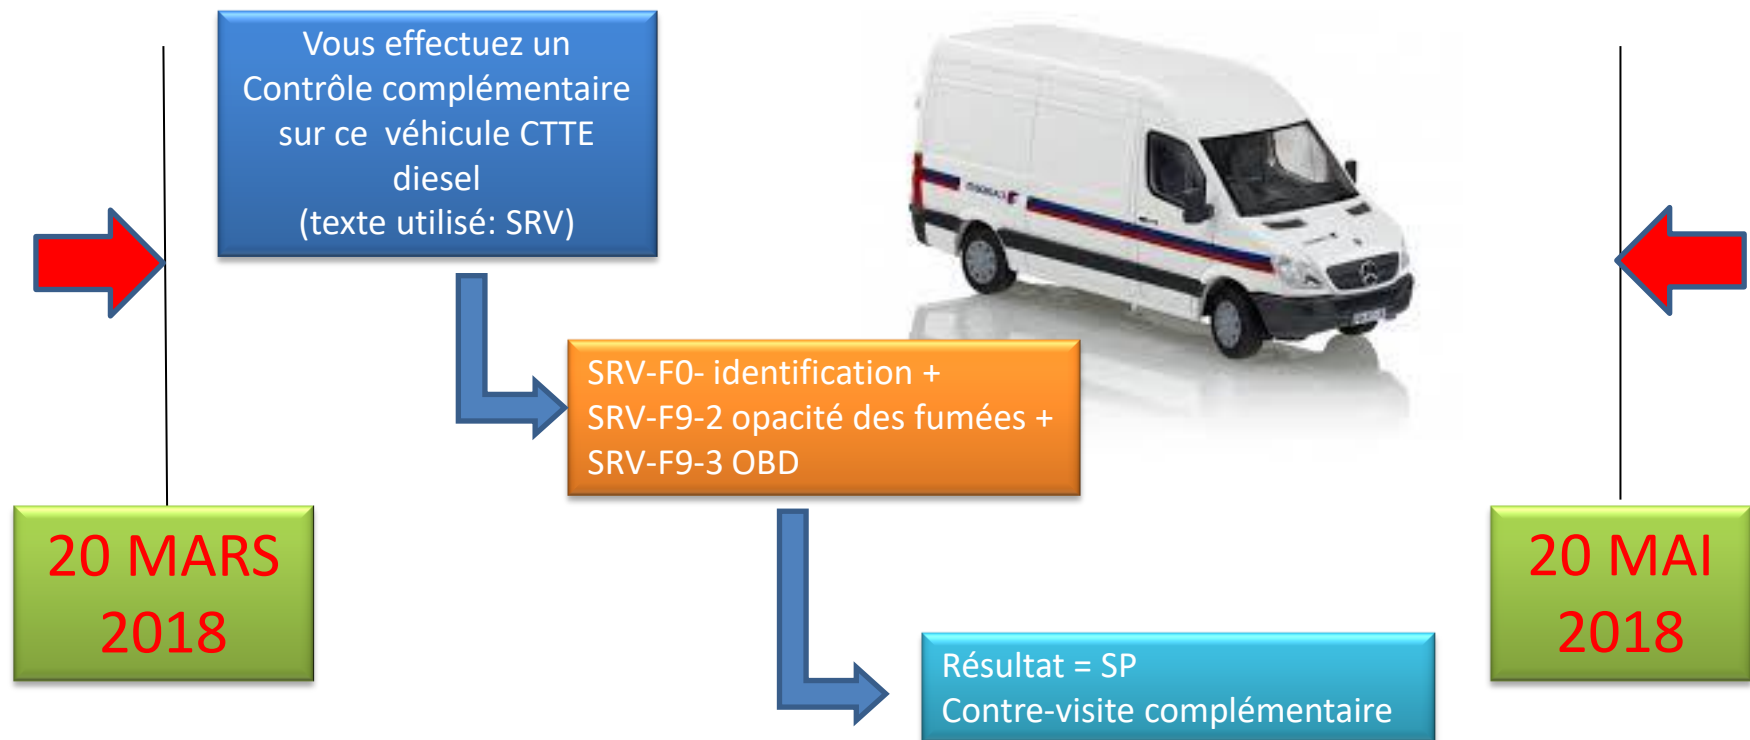 Vous effectuez un
Contrôle complémentaire
sur ce véhicule CTTE
diesel
(texte utilisé: SRV)
SRV-F0- identification +
SRV-F9-2 opacité des fumées +
SRV-F9-3 OBD
20 MARS
2018
20 MAI
2018
Résultat = SP
Contre-visite complémentaire